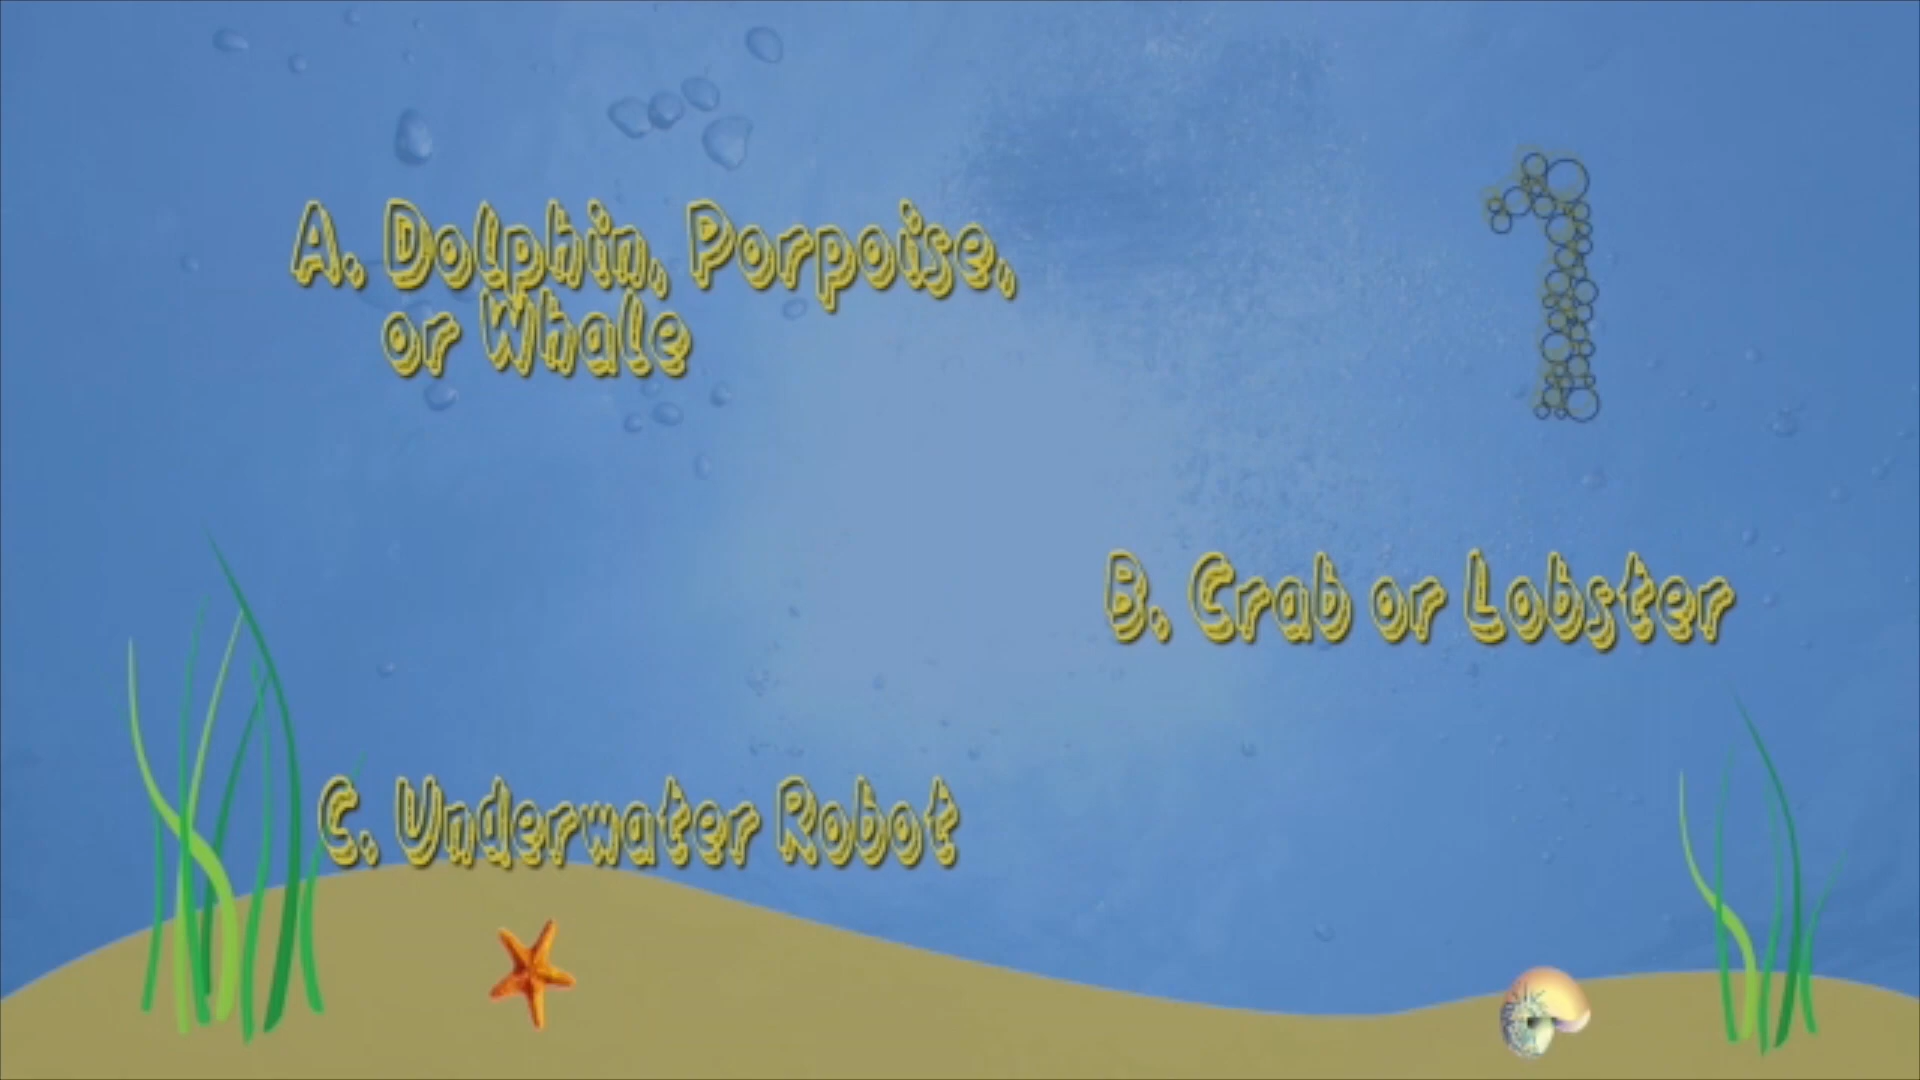 A. Dolphin, Porpoise,
or Whale
1
B. Crab or Lobster
C. Underwater Robot